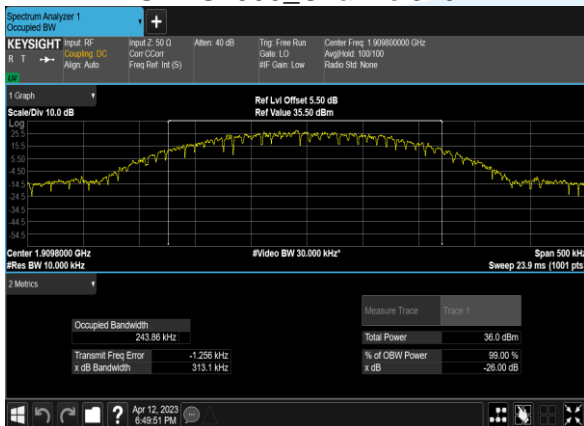 Spectrum Analyzer 1
Occupied BW
+
KEYSIGHT
R T
Input: RF
Coupling: DC
Align: Auto
Input Z: 50 Ω
Corr CCorr
Freq Ref: Int (S)
Atten: 40 dB
Trig: Free Run
Gate: LO
#IF Gain: Low
Center Freq: 1.909800000 GHz
Avg|Hold: 100/100
Radio Std: None
1 Graph
Scale/Div 10.0 dB
Ref Lvl Offset 5.50 dB
Ref Value 35.50 dBm
Log
25.5
15.5
5.50
-4.50
-14.5
-24.5
-34.5
-44.5
-54.5
Center 1.9098000 GHz
#Res BW 10.000 kHz
#Video BW 30.000 kHz*
Span 500 kHz
Sweep 23.9 ms (1001 pts
2 Metrics
Measure Trace Trace 1
Occupied Bandwidth
243.86 kHz
Total Power 36.0 dBm
Transmit Freq Error -1.256 kHz
% of OBW Power 99.00 %
x dB Bandwidth 313.1 kHz
x dB -26.00 dB
?
Apr 12, 2023
6:49:51 PM